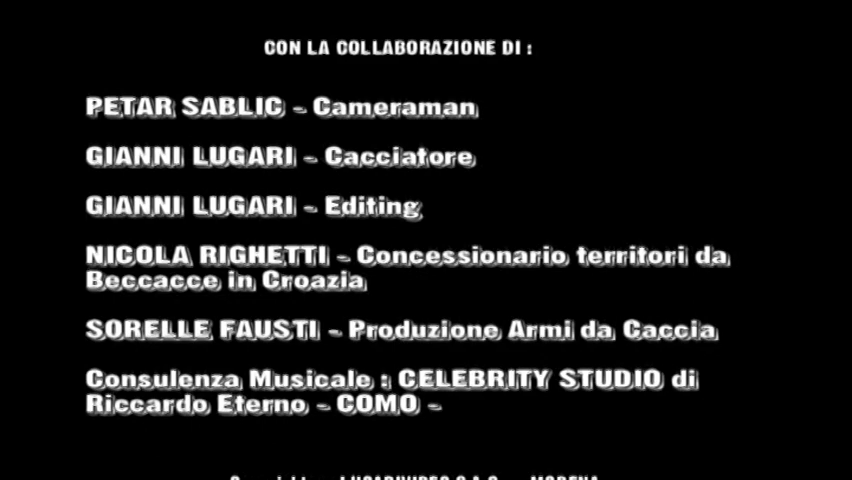 CON LA COLLABORAZIONE DI :
PETAR SABLIC - Cameraman
GIANNI LUGARI - Cacciatore
GIANNI LUGARI - Editing
NICOLA RIGHETTI - Concessionario territori da
Beccacce in Croazia
SORELLE FAUSTI - Produzione Armi da Caccia
Consulenza Musicale : CELEBRITY STUDIO di
Riccardo Eterno - COMO -